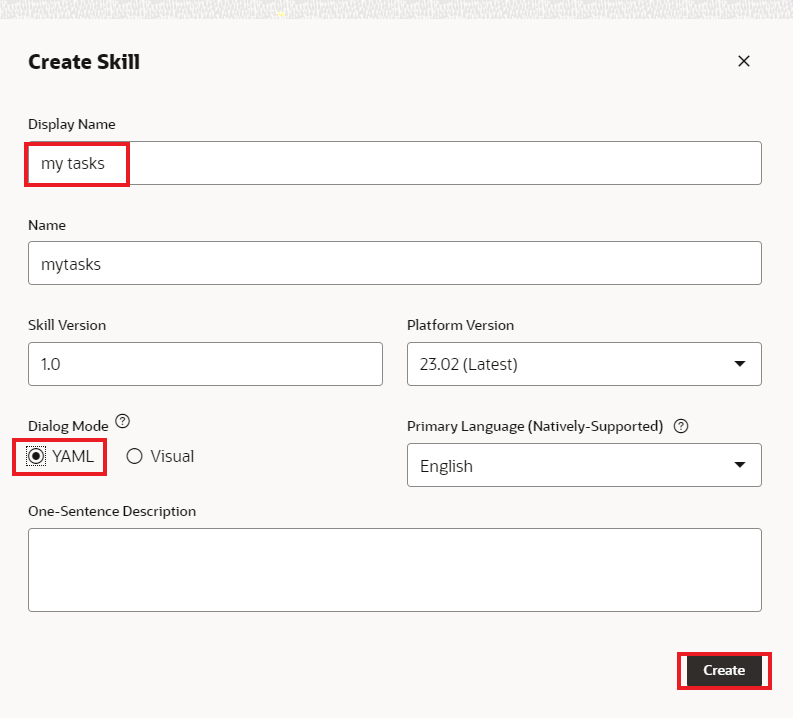 Create Skill
Display Name
my tasks
Name
mytasks
Skill Version
Platform Version
1.0
23.02 (Latest)
Dialog Mode
Primary Language (Natively-Supported)
YAML
Visual
English
One-Sentence Description
Create